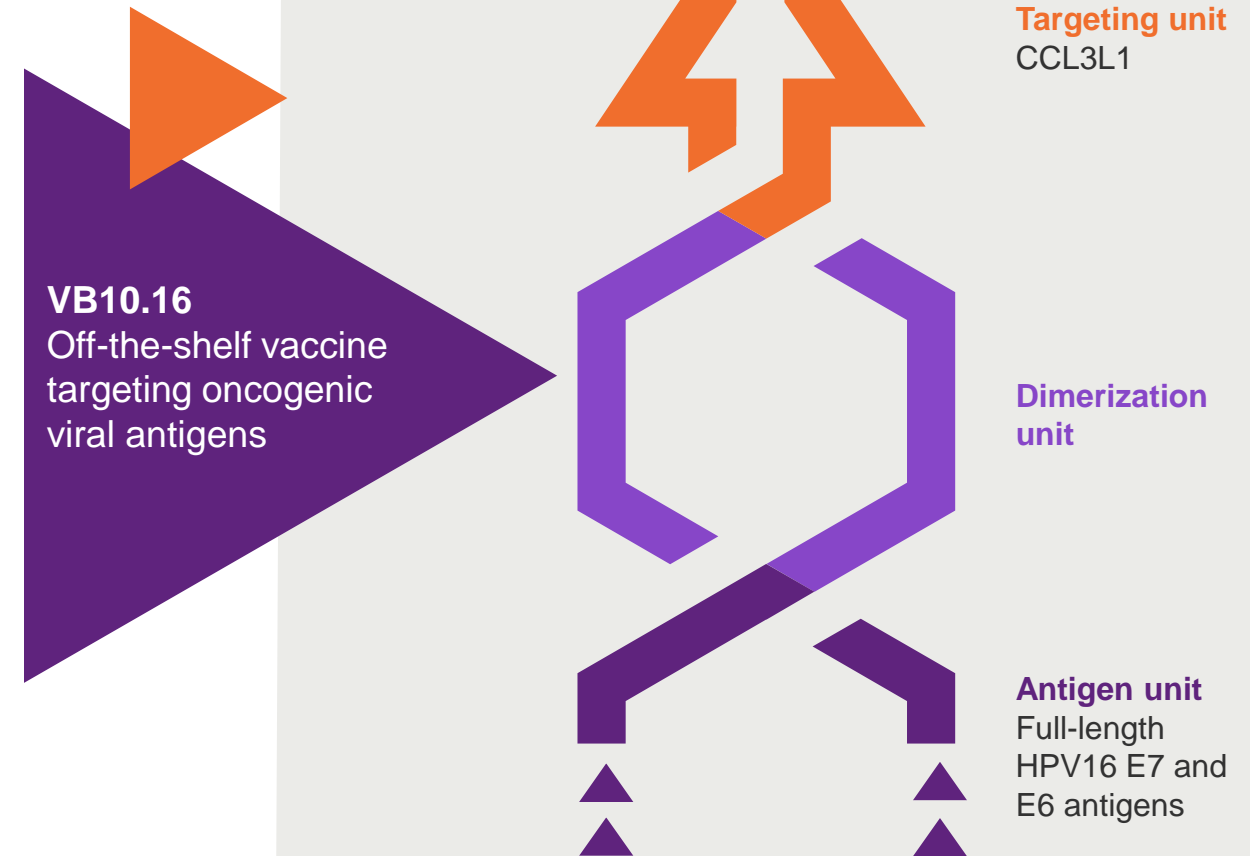 VB10.16
Off-the-shelf vaccine
targeting oncogenic
viral antigens
Targeting unit
CCL3L1
Dimerization
unit
Antigen unit
Full-length
HPV16 E7 and
E6 antigens